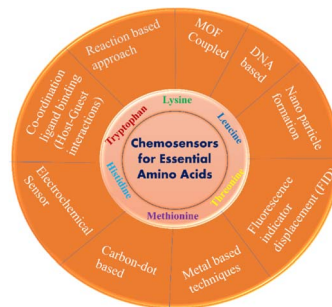 Reaction based
approach
MOF
Coupled
DNA
based
Nano particle
formation
Fluorescence
indicator
displacement (FID)
Metal based
techniques
Carbon-dot
based
Electrochemical
Sensor
Co-ordination
ligand binding
(Host-Guest
interactions)
Lysine
Leucine
Threonine
Methionine
Histidine
Tryptophan
Chemosensors
for Essential
Amino Acids